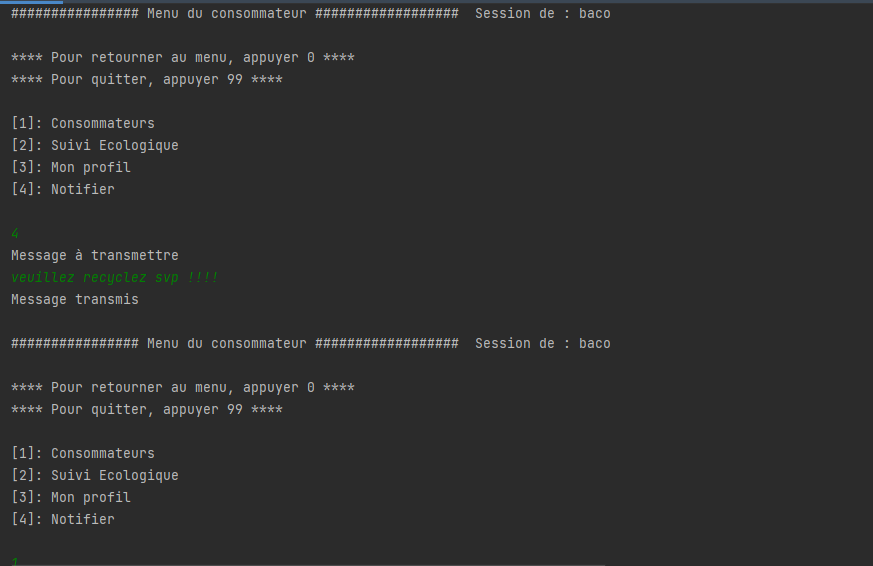 ################ Menu du consommateur ################## Session de : baco
**** Pour retourner au menu, appuyer 0 ****
**** Pour quitter, appuyer 99 ****
[1]: Consommateurs
[2]: Suivi Ecologique
[3]: Mon profil
[4]: Notifier
4
Message à transmettre
veuillez recyclez svp !!!!
Message transmis
################ Menu du consommateur ################## Session de : baco
**** Pour retourner au menu, appuyer 0 ****
**** Pour quitter, appuyer 99 ****
[1]: Consommateurs
[2]: Suivi Ecologique
[3]: Mon profil
[4]: Notifier